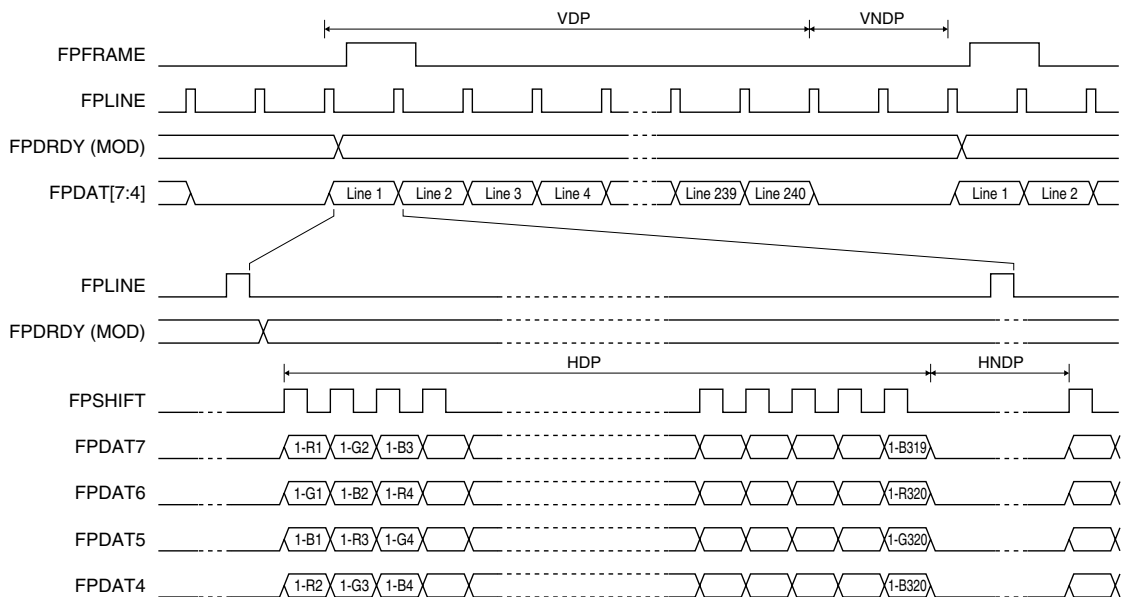 VDP VNDP
FPFRAME
FPLINE
FPDRDY (MOD)
FPDAT[7:4] Line 1 Line 2 Line 3 Line 4 Line 239 Line 240 Line 1 Line 2
FPLINE
FPDRDY (MOD)
HDP HNDP
FPSHIFT
FPDAT7 1-R1 1-G2 1-B3 1-B319
FPDAT6 1-G1 1-B2 1-R4 1-R320
FPDAT5 1-B1 1-R3 1-G4 1-G320
FPDAT4 1-R2 1-G3 1-B4 1-B320